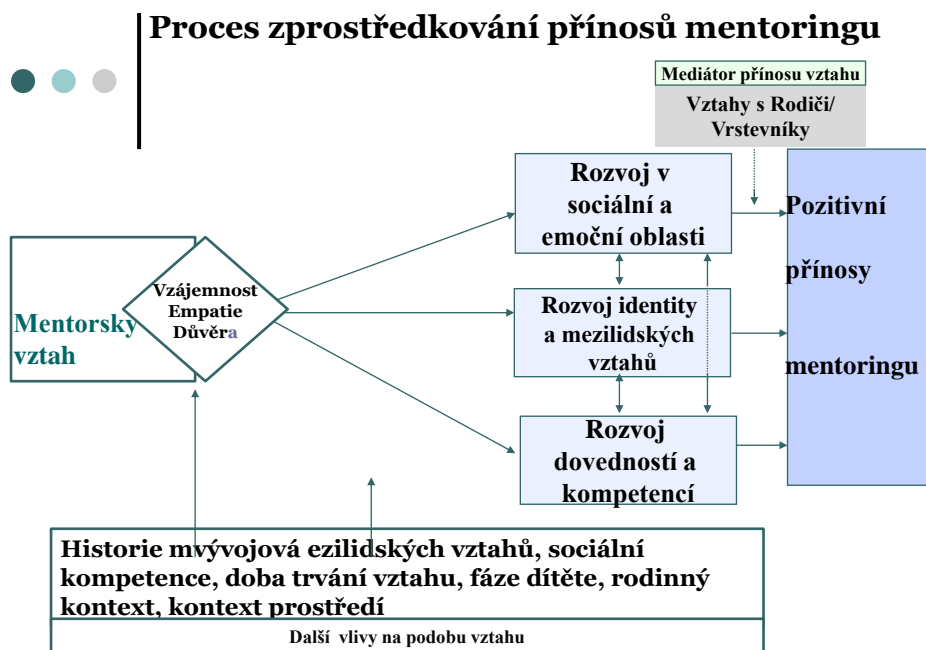 Proces zprostředkování přínosů mentoringu
Mediátor přínosu vztahu
Vztahy s Rodiči/
Vrstevníky
Rozvoj v
sociální a
emoční oblasti
Pozitivní
přínosy
mentoringu
Mentorský
vztah
Vzájemnost
Empatie
Důvěra
Rozvoj identity
a mezilidských
vztahů
Rozvoj
dovedností a
kompetencí
Historie mvývojová ezilidských vztahů, sociální
kompetence, doba trvání vztahu, fáze dítěte, rodinný
kontext, kontext prostředí
Další vlivy na podobu vztahu